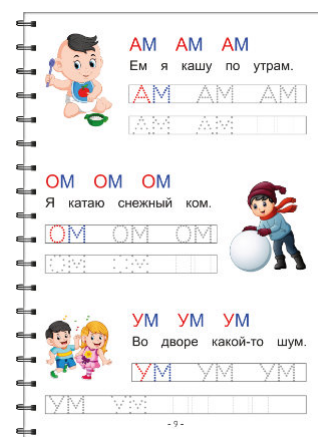 АМ АМ АМ
Ем я кашу по утрам.
АМ АМ АМ
АМ АМ
ОМ ОМ ОМ
Я катаю снежный ком.
ОМ ОМ ОМ
ОМ ОМ
УМ УМ УМ
Во дворе какой-то шум.
УМ УМ УМ
УМ УМ
- 9 -